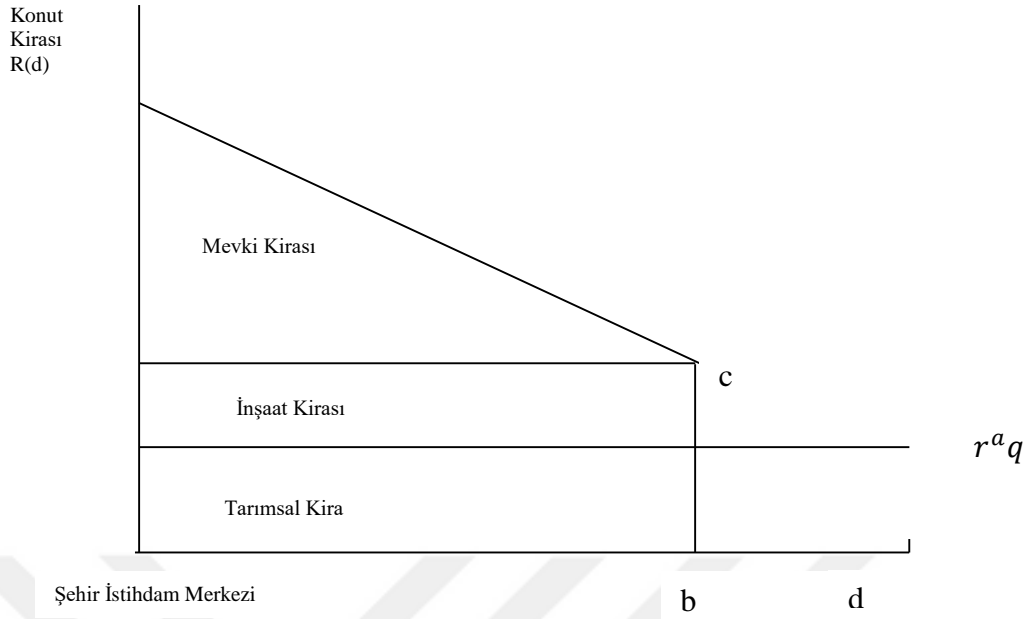 Konut
Kirası
R(d)
Mevki Kirası
c
İnşaat Kirası
r^a q
Tarımsal Kira
Şehir İstihdam Merkezi
b
d